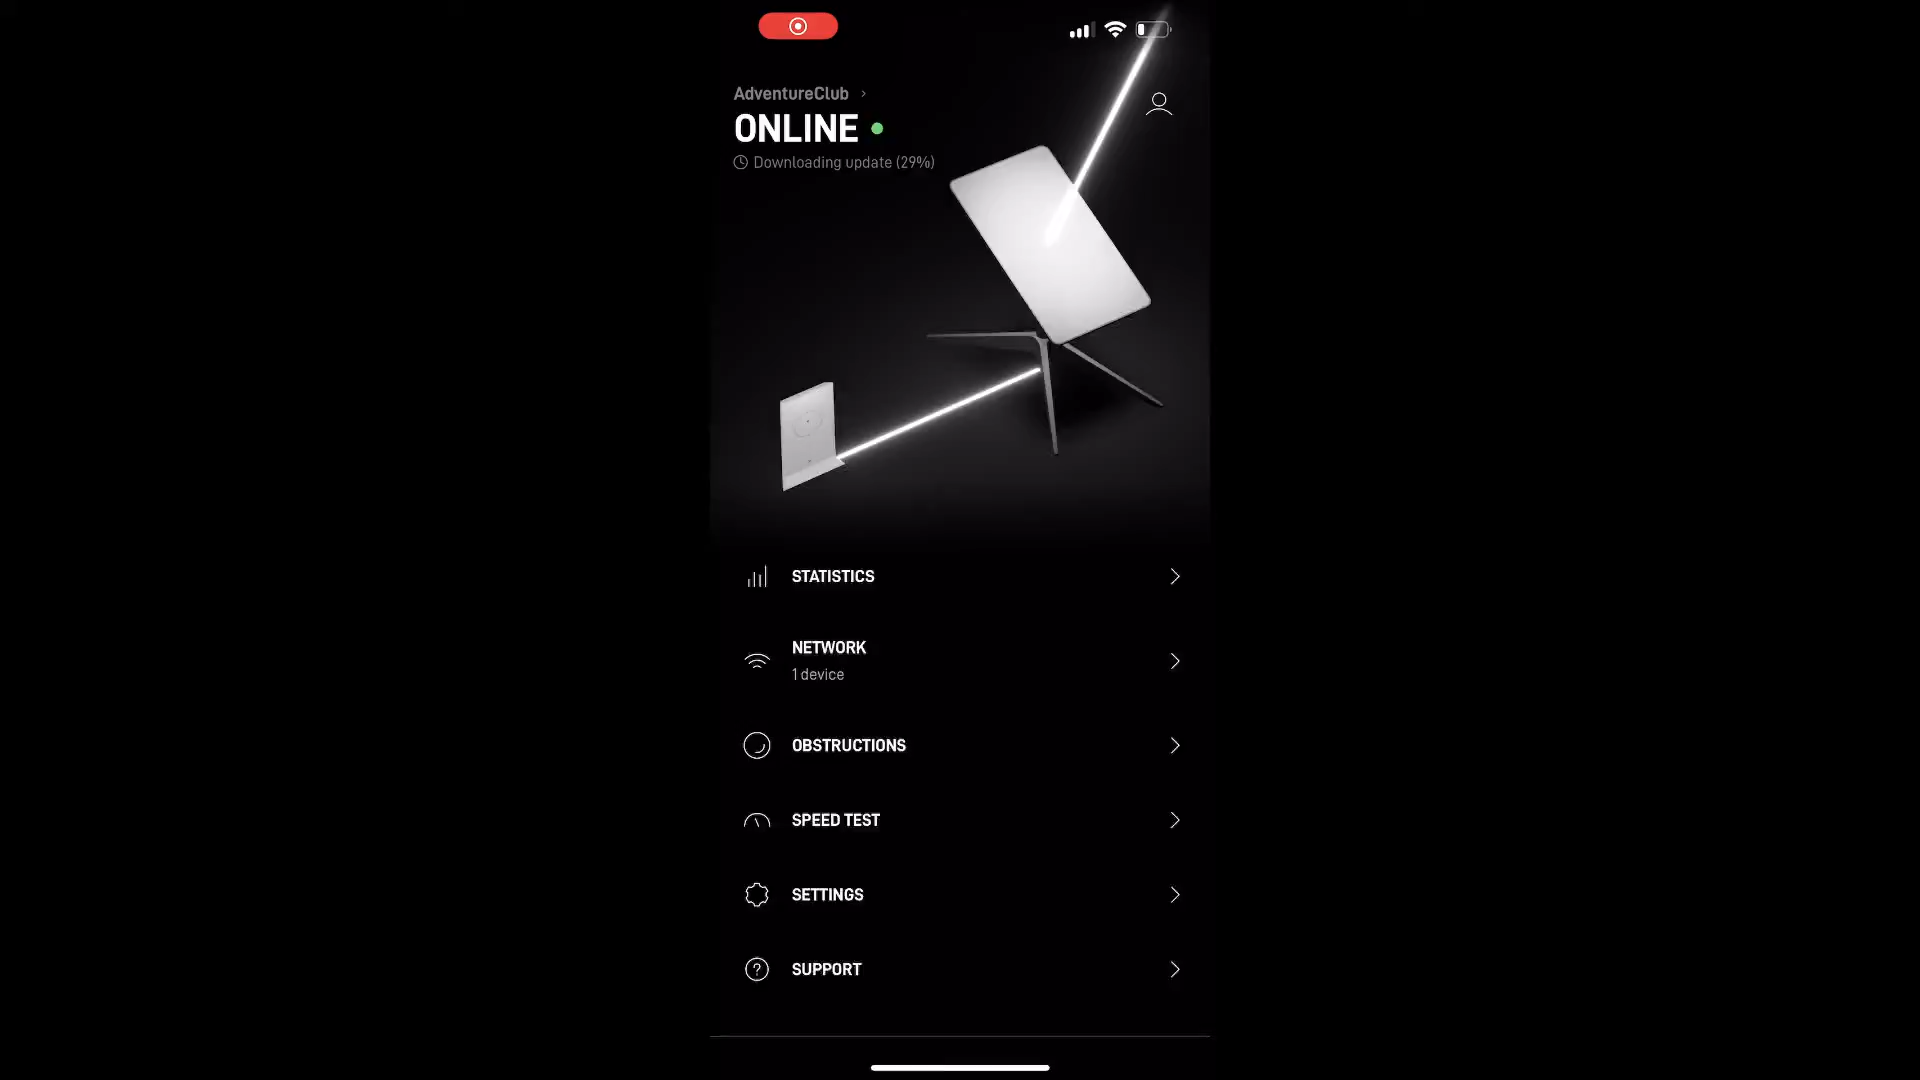 AdventureClub
ONLINE
Downloading update (29%)
STATISTICS
NETWORK
1 device
OBSTRUCTIONS
SPEED TEST
SETTINGS
SUPPORT